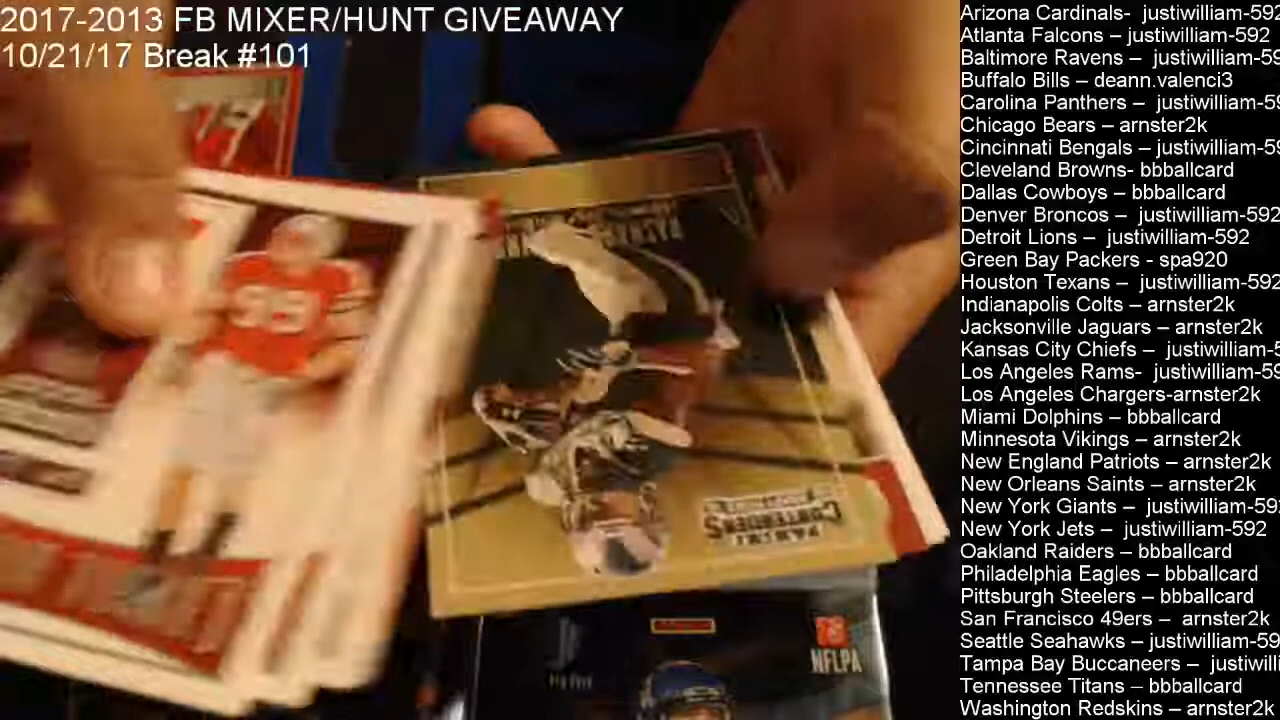 2017-2013 FB MIXER/HUNT GIVEAWAY
10/21/17 Break #101
Arizona Cardinals-  justiwilliam-592
Atlanta Falcons – justiwilliam-592
Baltimore Ravens –  justiwilliam-59
Buffalo Bills – deann.valenci3
Carolina Panthers –  justiwilliam-59
Chicago Bears – arnster2k
Cincinnati Bengals – justiwilliam-59
Cleveland Browns- bbballcard
Dallas Cowboys – bbballcard
Denver Broncos –  justiwilliam-592
Detroit Lions –  justiwilliam-592
Green Bay Packers - spa920
Houston Texans –  justiwilliam-592
Indianapolis Colts – arnster2k
Jacksonville Jaguars – arnster2k
Kansas City Chiefs –  justiwilliam-5
Los Angeles Rams-  justiwilliam-59
Los Angeles Chargers-arnster2k
Miami Dolphins – bbballcard
Minnesota Vikings – arnster2k
New England Patriots – arnster2k
New Orleans Saints – arnster2k
New York Giants – justiwilliam-592
New York Jets –  justiwilliam-592
Oakland Raiders – bbballcard
Philadelphia Eagles – bbballcard
Pittsburgh Steelers – bbballcard
San Francisco 49ers –  arnster2k
Seattle Seahawks – justiwilliam-59
Tampa Bay Buccaneers –  justiwilli
Tennessee Titans – bbballcard
Washington Redskins – arnster2k
99
PANINI
CONTENDERS
NFLPA